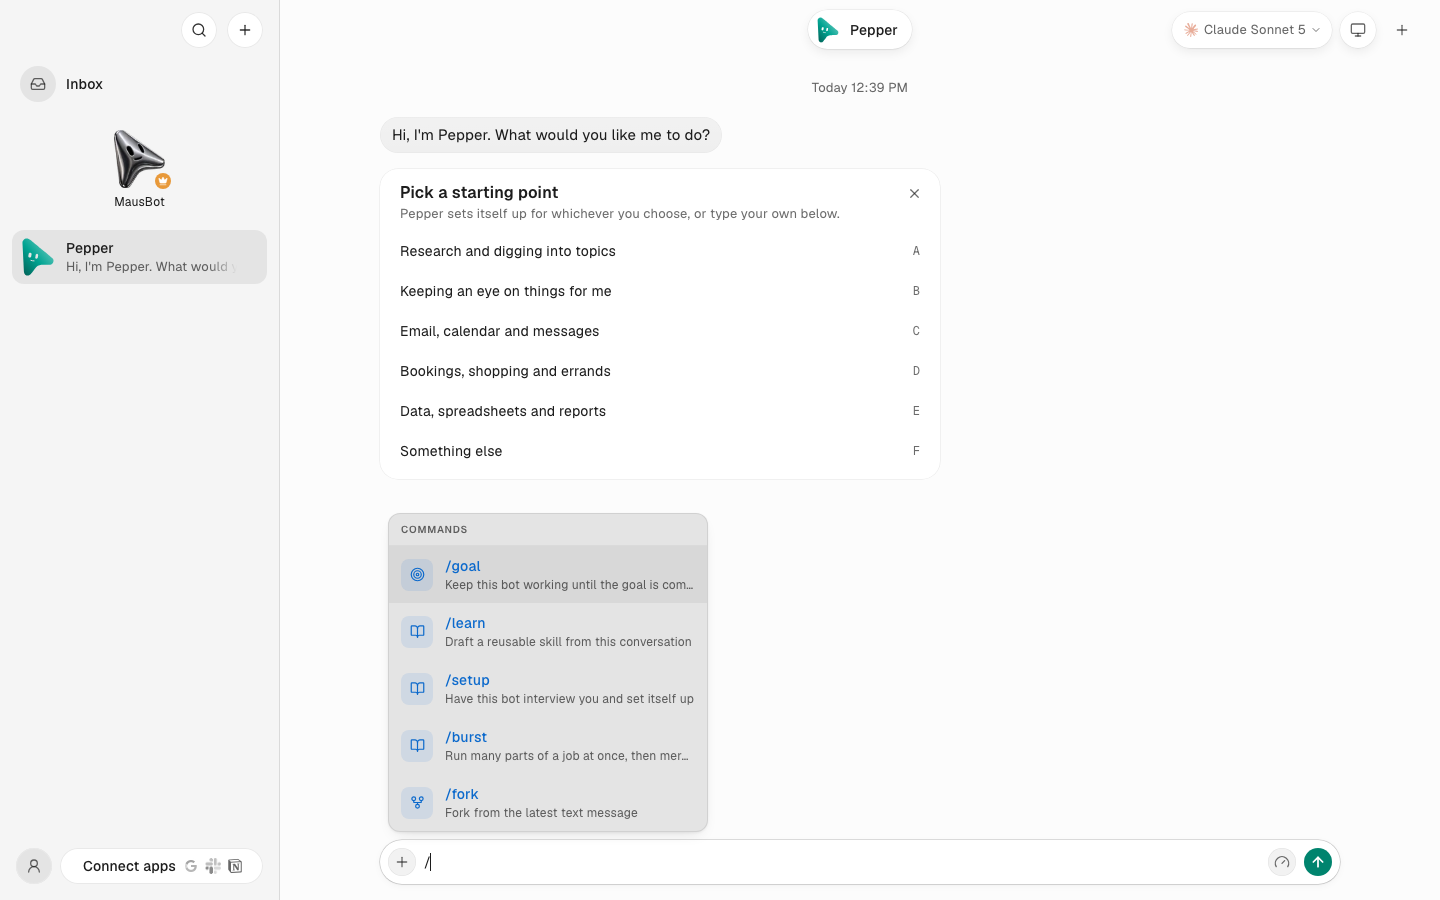 Inbox
MausBot
Pepper
Hi, I'm Pepper. What would
Connect apps
Pepper
Claude Sonnet 5
Today 12:39 PM
Hi, I'm Pepper. What would you like me to do?
Pick a starting point
Pepper sets itself up for whichever you choose, or type your own below.
Research and digging into topics A
Keeping an eye on things for me B
Email, calendar and messages C
Bookings, shopping and errands D
Data, spreadsheets and reports E
Something else F
COMMANDS
/goal
Keep this bot working until the goal is com...
/learn
Draft a reusable skill from this conversation
/setup
Have this bot interview you and set itself up
/burst
Run many parts of a job at once, then mer...
/fork
Fork from the latest text message
/